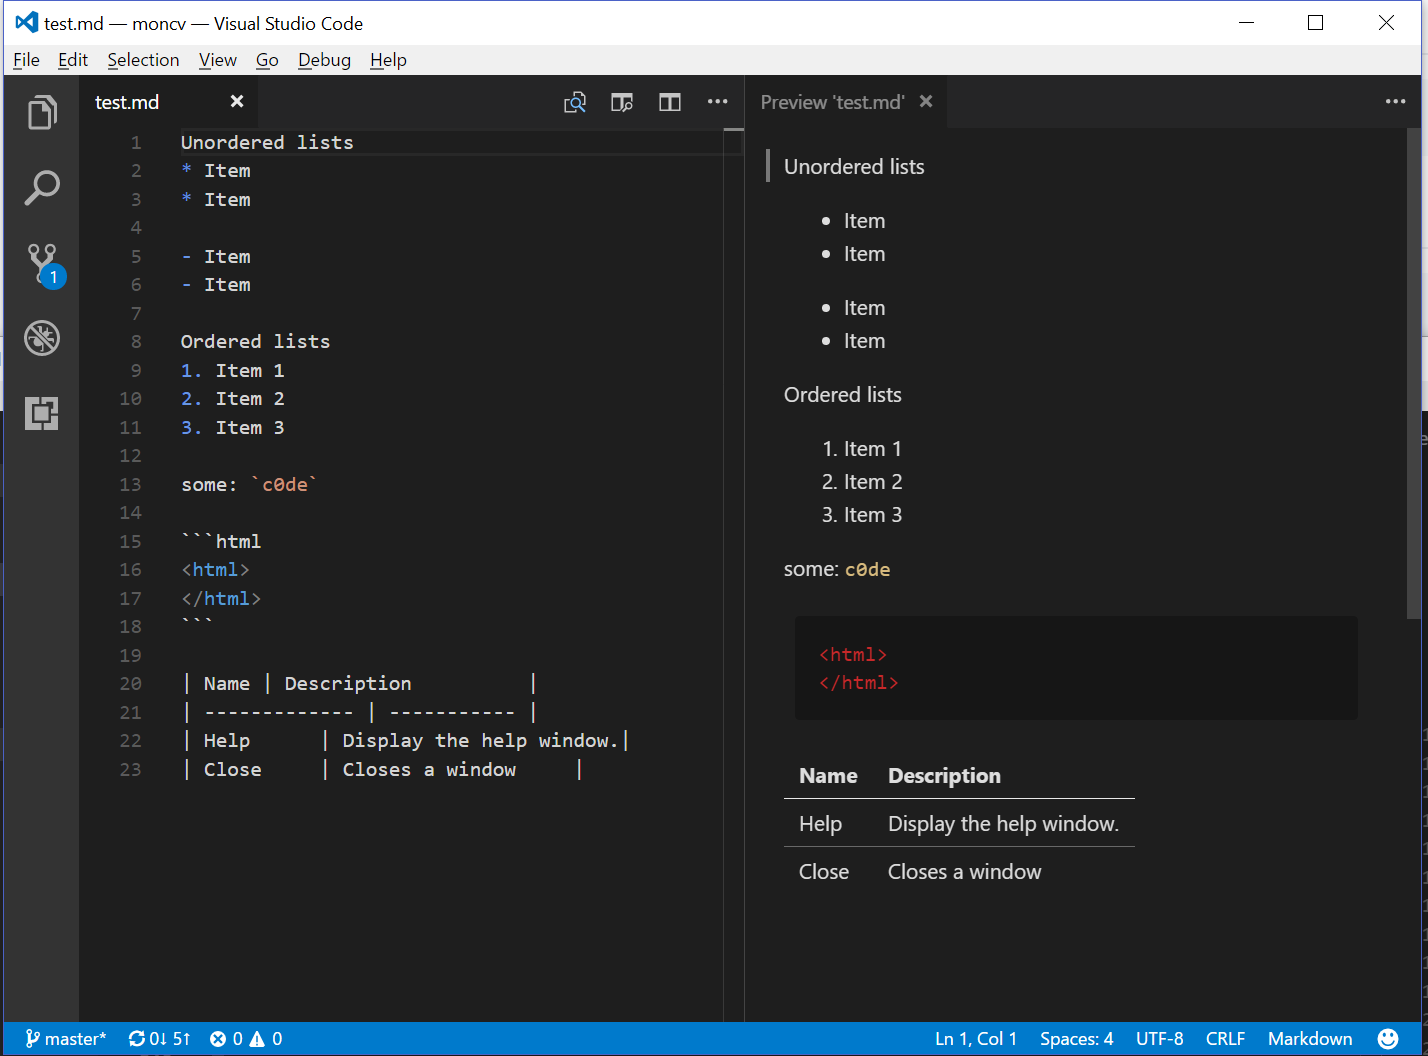 test.md — moncv — Visual Studio Code
File Edit Selection View Go Debug Help
test.md
Preview 'test.md'
1 Unordered lists
2 * Item
3 * Item
4
5 - Item
6 - Item
7
8 Ordered lists
9 1. Item 1
10 2. Item 2
11 3. Item 3
12
13 some: `c0de`
14
15 ```html
16 <html>
17 </html>
18 ```
19
20 | Name | Description          |
21 | ------------- | ----------- |
22 | Help      | Display the help window.|
23 | Close     | Closes a window     |
1
Unordered lists
• Item
• Item
• Item
• Item
Ordered lists
1. Item 1
2. Item 2
3. Item 3
some: c0de
<html>
</html>
Name Description
Help Display the help window.
Close Closes a window
master* 0↓ 5↑ 0 0 Ln 1, Col 1 Spaces: 4 UTF-8 CRLF Markdown